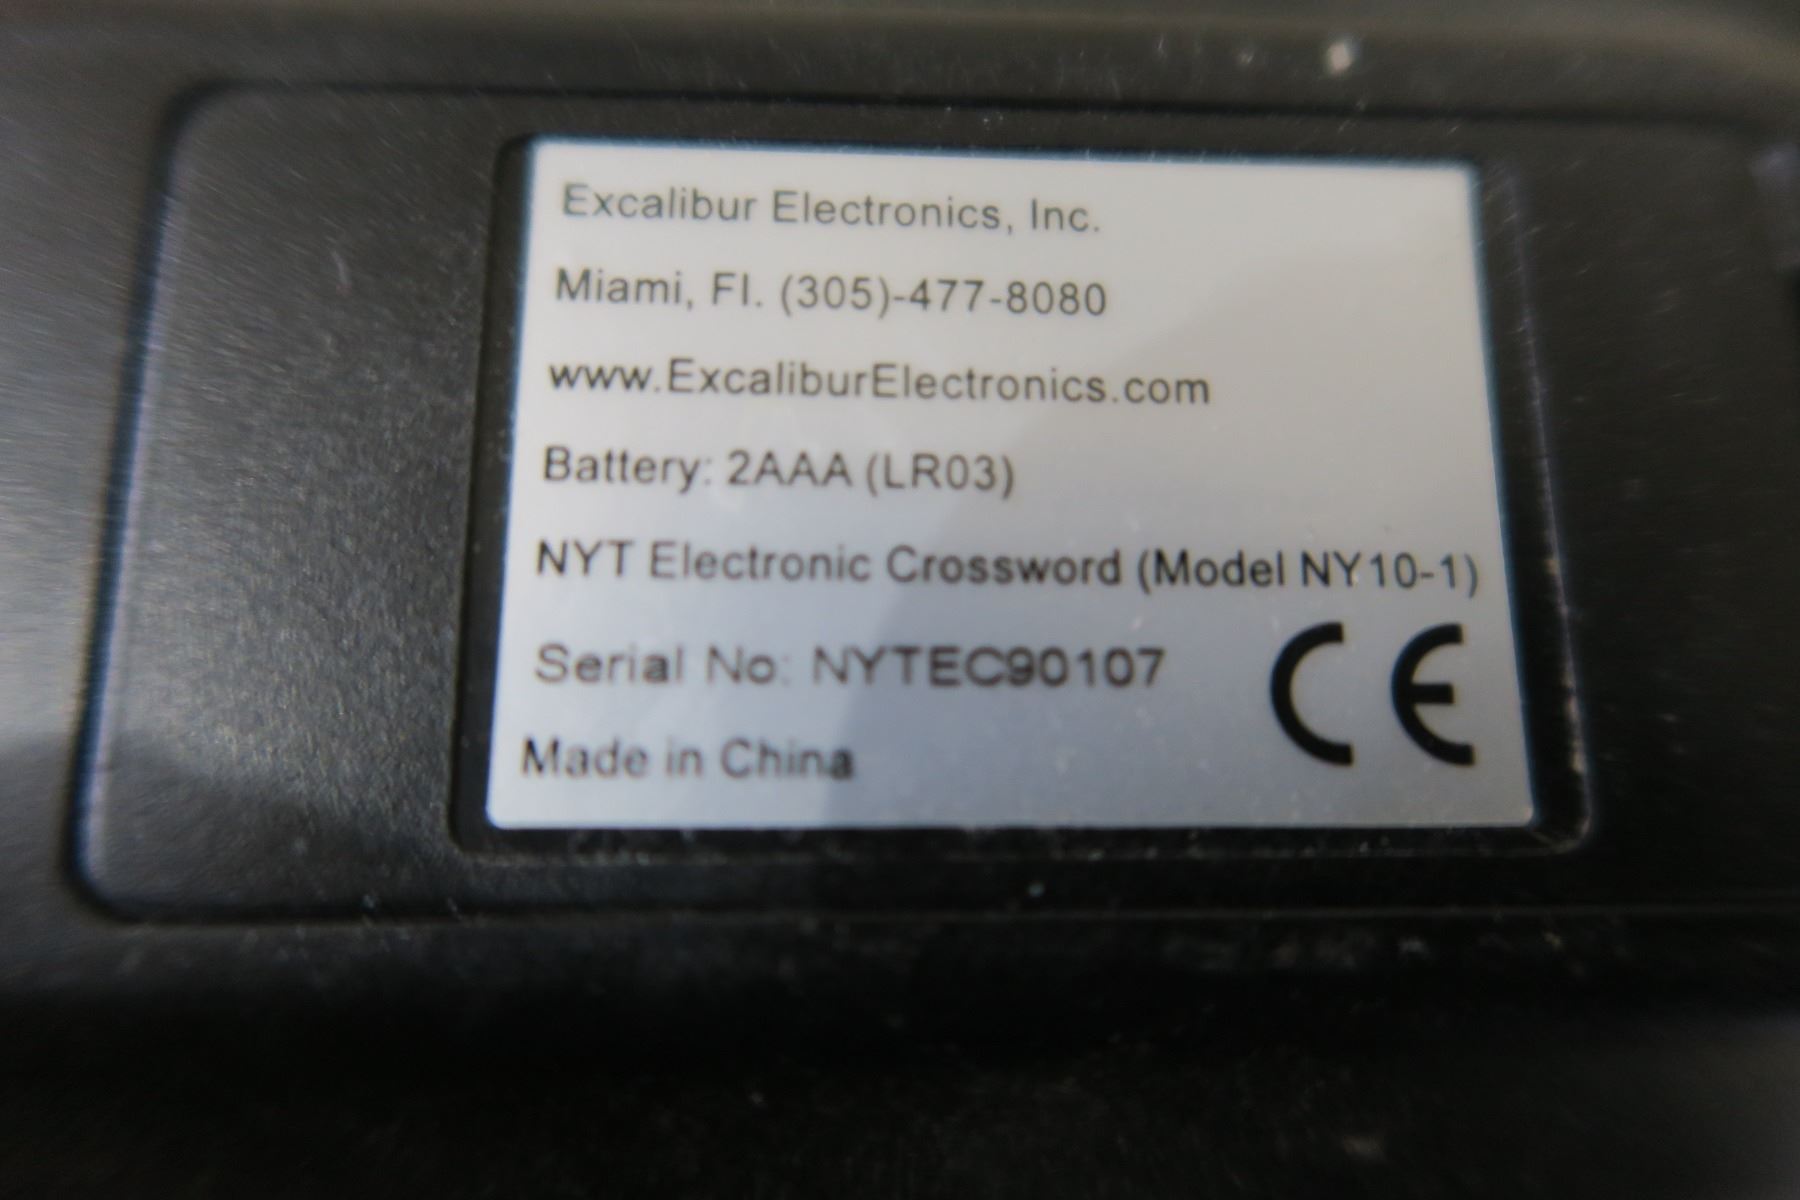 Excalibur Electronics, Inc.
Miami, Fl. (305)-477-8080
www.ExcaliburElectronics.com
Battery: 2AAA (LR03)
NYT Electronic Crossword (Model NY10-1)
Serial No: NYTEC90107
CE
Made in China